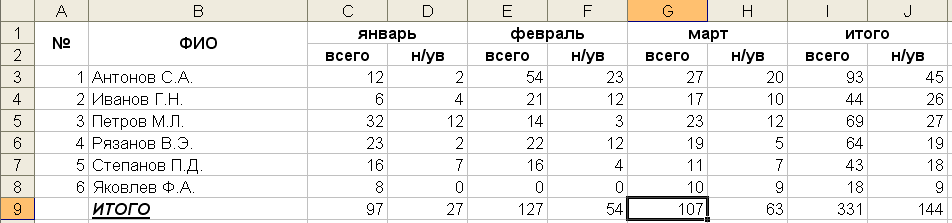 A B C D E F G H I J
1 № ФИО январь февраль март итого
2 всего н/ув всего н/ув всего н/ув всего н/ув
3 1 Антонов С.А. 12 2 54 23 27 20 93 45
4 2 Иванов Г.Н. 6 4 21 12 17 10 44 26
5 3 Петров М.Л. 32 12 14 3 23 12 69 27
6 4 Рязанов В.Э. 23 2 22 12 19 5 64 19
7 5 Степанов П.Д. 16 7 16 4 11 7 43 18
8 6 Яковлев Ф.А. 8 0 0 0 10 9 18 9
9 ИТОГО 97 27 127 54 107 63 331 144